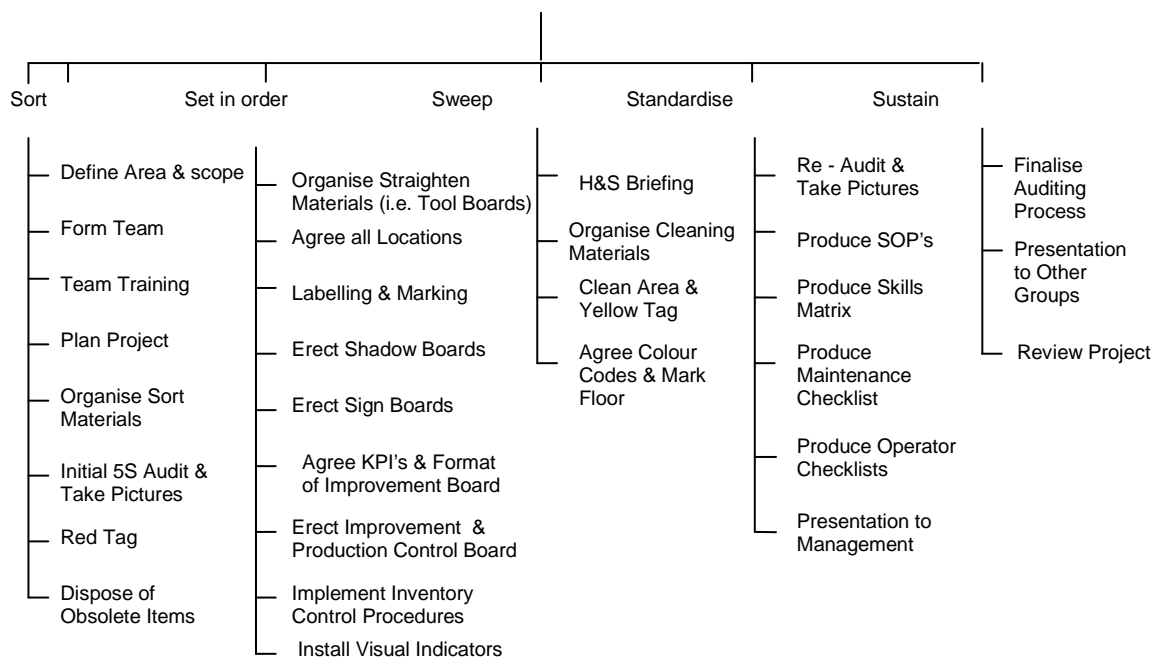 Sort
Set in order
Sweep
Standardise
Sustain
Define Area & scope
Form Team
Team Training
Plan Project
Organise Sort
Materials
Initial 5S Audit &
Take Pictures
Red Tag
Dispose of
Obsolete Items
Organise Straighten
Materials (i.e. Tool Boards)
Agree all Locations
Labelling & Marking
Erect Shadow Boards
Erect Sign Boards
Agree KPI's & Format
of Improvement Board
Erect Improvement &
Production Control Board
Implement Inventory
Control Procedures
Install Visual Indicators
H&S Briefing
Organise Cleaning
Materials
Clean Area &
Yellow Tag
Agree Colour
Codes & Mark
Floor
Re - Audit &
Take Pictures
Produce SOP's
Produce Skills
Matrix
Produce
Maintenance
Checklist
Produce Operator
Checklists
Presentation to
Management
Finalise
Auditing
Process
Presentation
to Other
Groups
Review Project